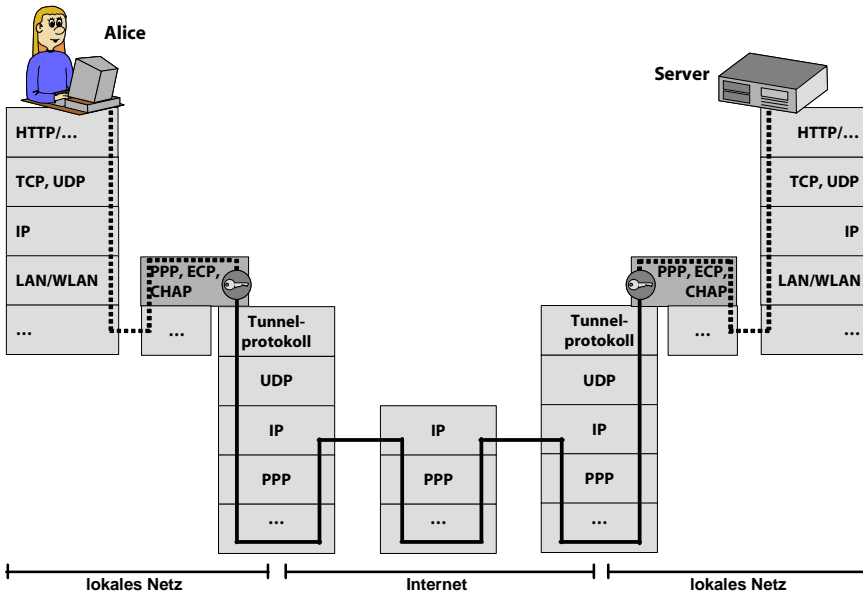 Alice
HTTP/...
TCP, UDP
IP
LAN/WLAN
...
PPP, ECP,
CHAP
...
Tunnel-
protokoll
UDP
IP
PPP
...
IP
PPP
...
Tunnel-
protokoll
UDP
IP
PPP
...
PPP, ECP,
CHAP
...
Server
HTTP/...
TCP, UDP
IP
LAN/WLAN
...
lokales Netz
Internet
lokales Netz